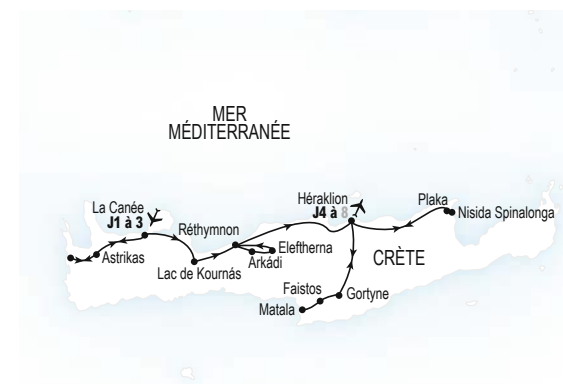 MER
MÉDITERRANÉE
La Canée
J1 à 3
Astrikas
Lac de Kournás
Réthymnon
Arkádi
Eleftherna
Héraklion
J4 à 8
CRÈTE
Plaka
Nisida Spinalonga
Faistos
Gortyne
Matala